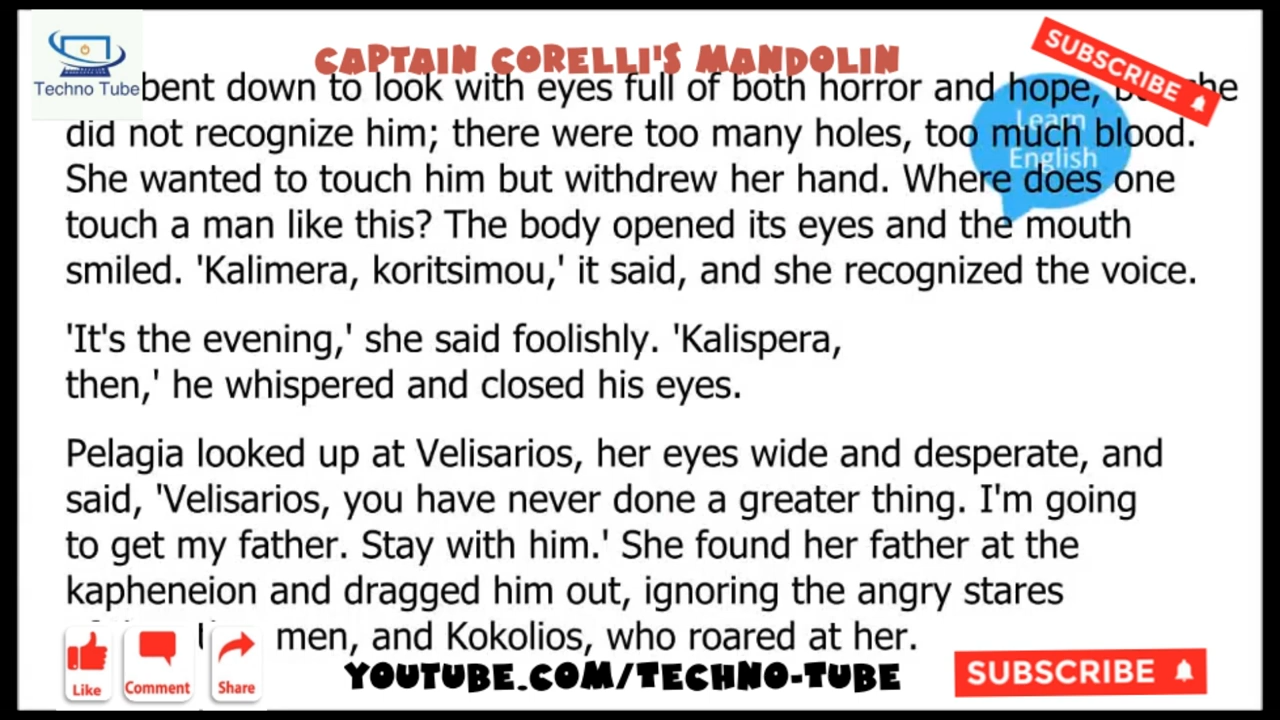 CAPTAIN CORELLI'S MANDOLIN
SUBSCRIBE
Techno Tube
bent down to look with eyes full of both horror and hope,
Learn
English
did not recognize him; there were too many holes, too much blood.
She wanted to touch him but withdrew her hand. Where does one
touch a man like this? The body opened its eyes and the mouth
smiled. 'Kalimera, koritsimou,' it said, and she recognized the voice.
'It's the evening,' she said foolishly. 'Kalispera,
then,' he whispered and closed his eyes.
Pelagia looked up at Velisarios, her eyes wide and desperate, and
said, 'Velisarios, you have never done a greater thing. I'm going
to get my father. Stay with him.' She found her father at the
kapheneion and dragged him out, ignoring the angry stares
men, and Kokolios, who roared at her.
Like
Comment
Share
YOUTUBE.COM/TECHNO-TUBE
SUBSCRIBE